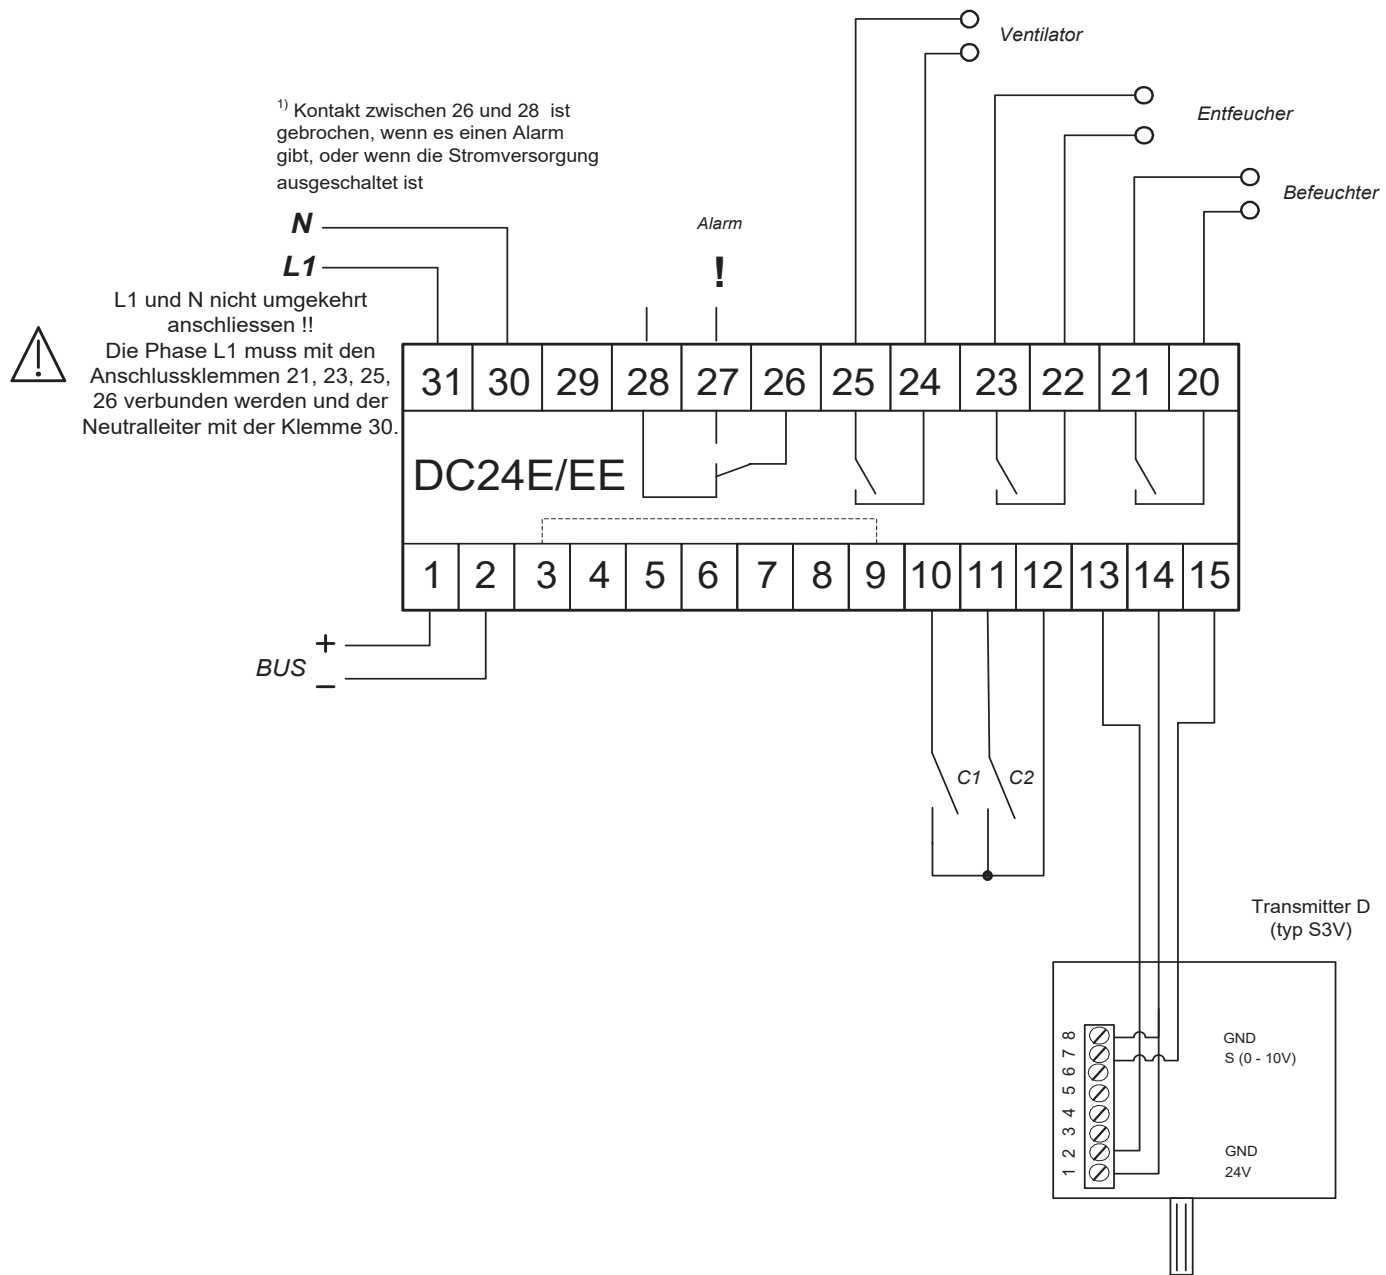 Ventilator
1) Kontakt zwischen 26 und 28 ist
gebrochen, wenn es einen Alarm
gibt, oder wenn die Stromversorgung
ausgeschaltet ist
Entfeucher
Befeuchter
N
L1
Alarm
!
L1 und N nicht umgekehrt
anschliessen !!
Die Phase L1 muss mit den
Anschlussklemmen 21, 23, 25,
26 verbunden werden und der
Neutralleiter mit der Klemme 30.
31 30 29 28 27 26 25 24 23 22 21 20
DC24E/EE
1 2 3 4 5 6 7 8 9 10 11 12 13 14 15
BUS + –
C1 C2
Transmitter D
(typ S3V)
8 7 6 5 4 3 2 1
GND
S (0 - 10V)
GND
24V